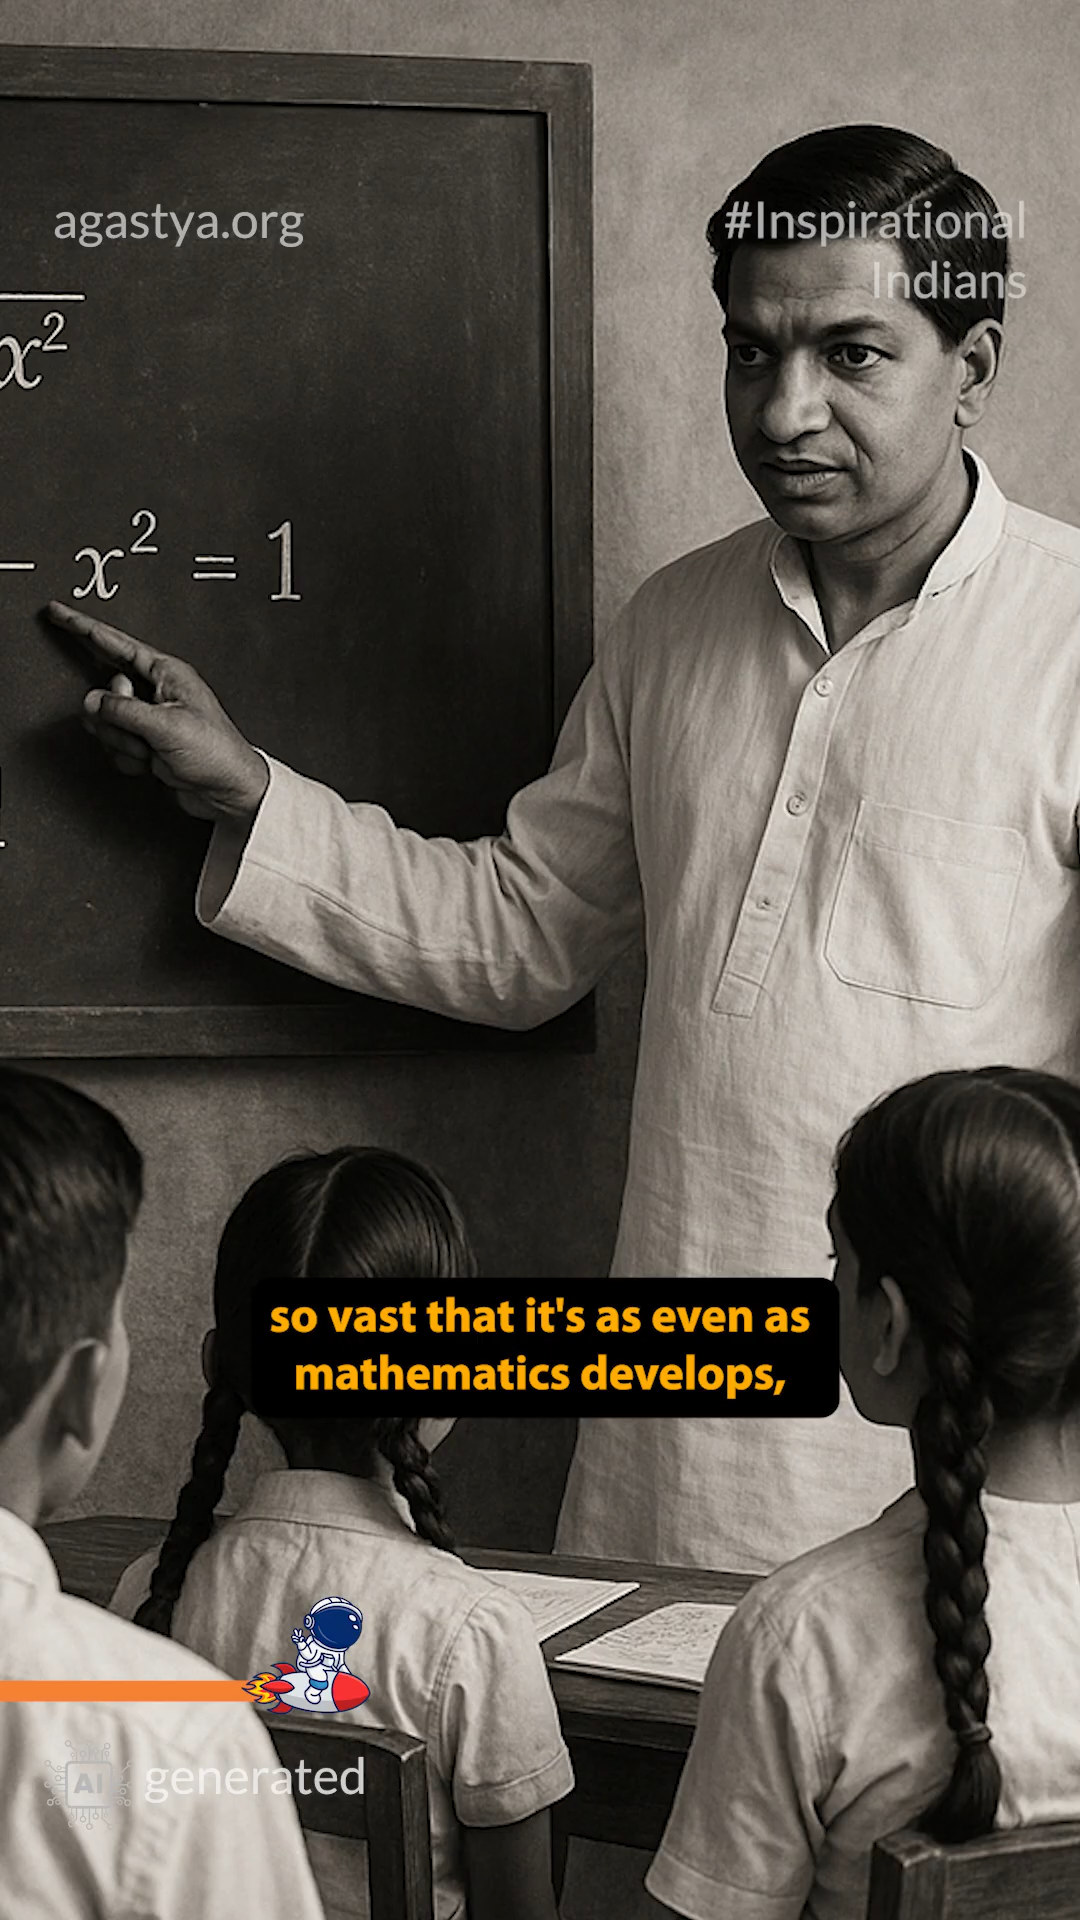 agastya.org
#Inspirational
Indians
x²
– x² = 1
so vast that it's as even as
mathematics develops,
AI generated